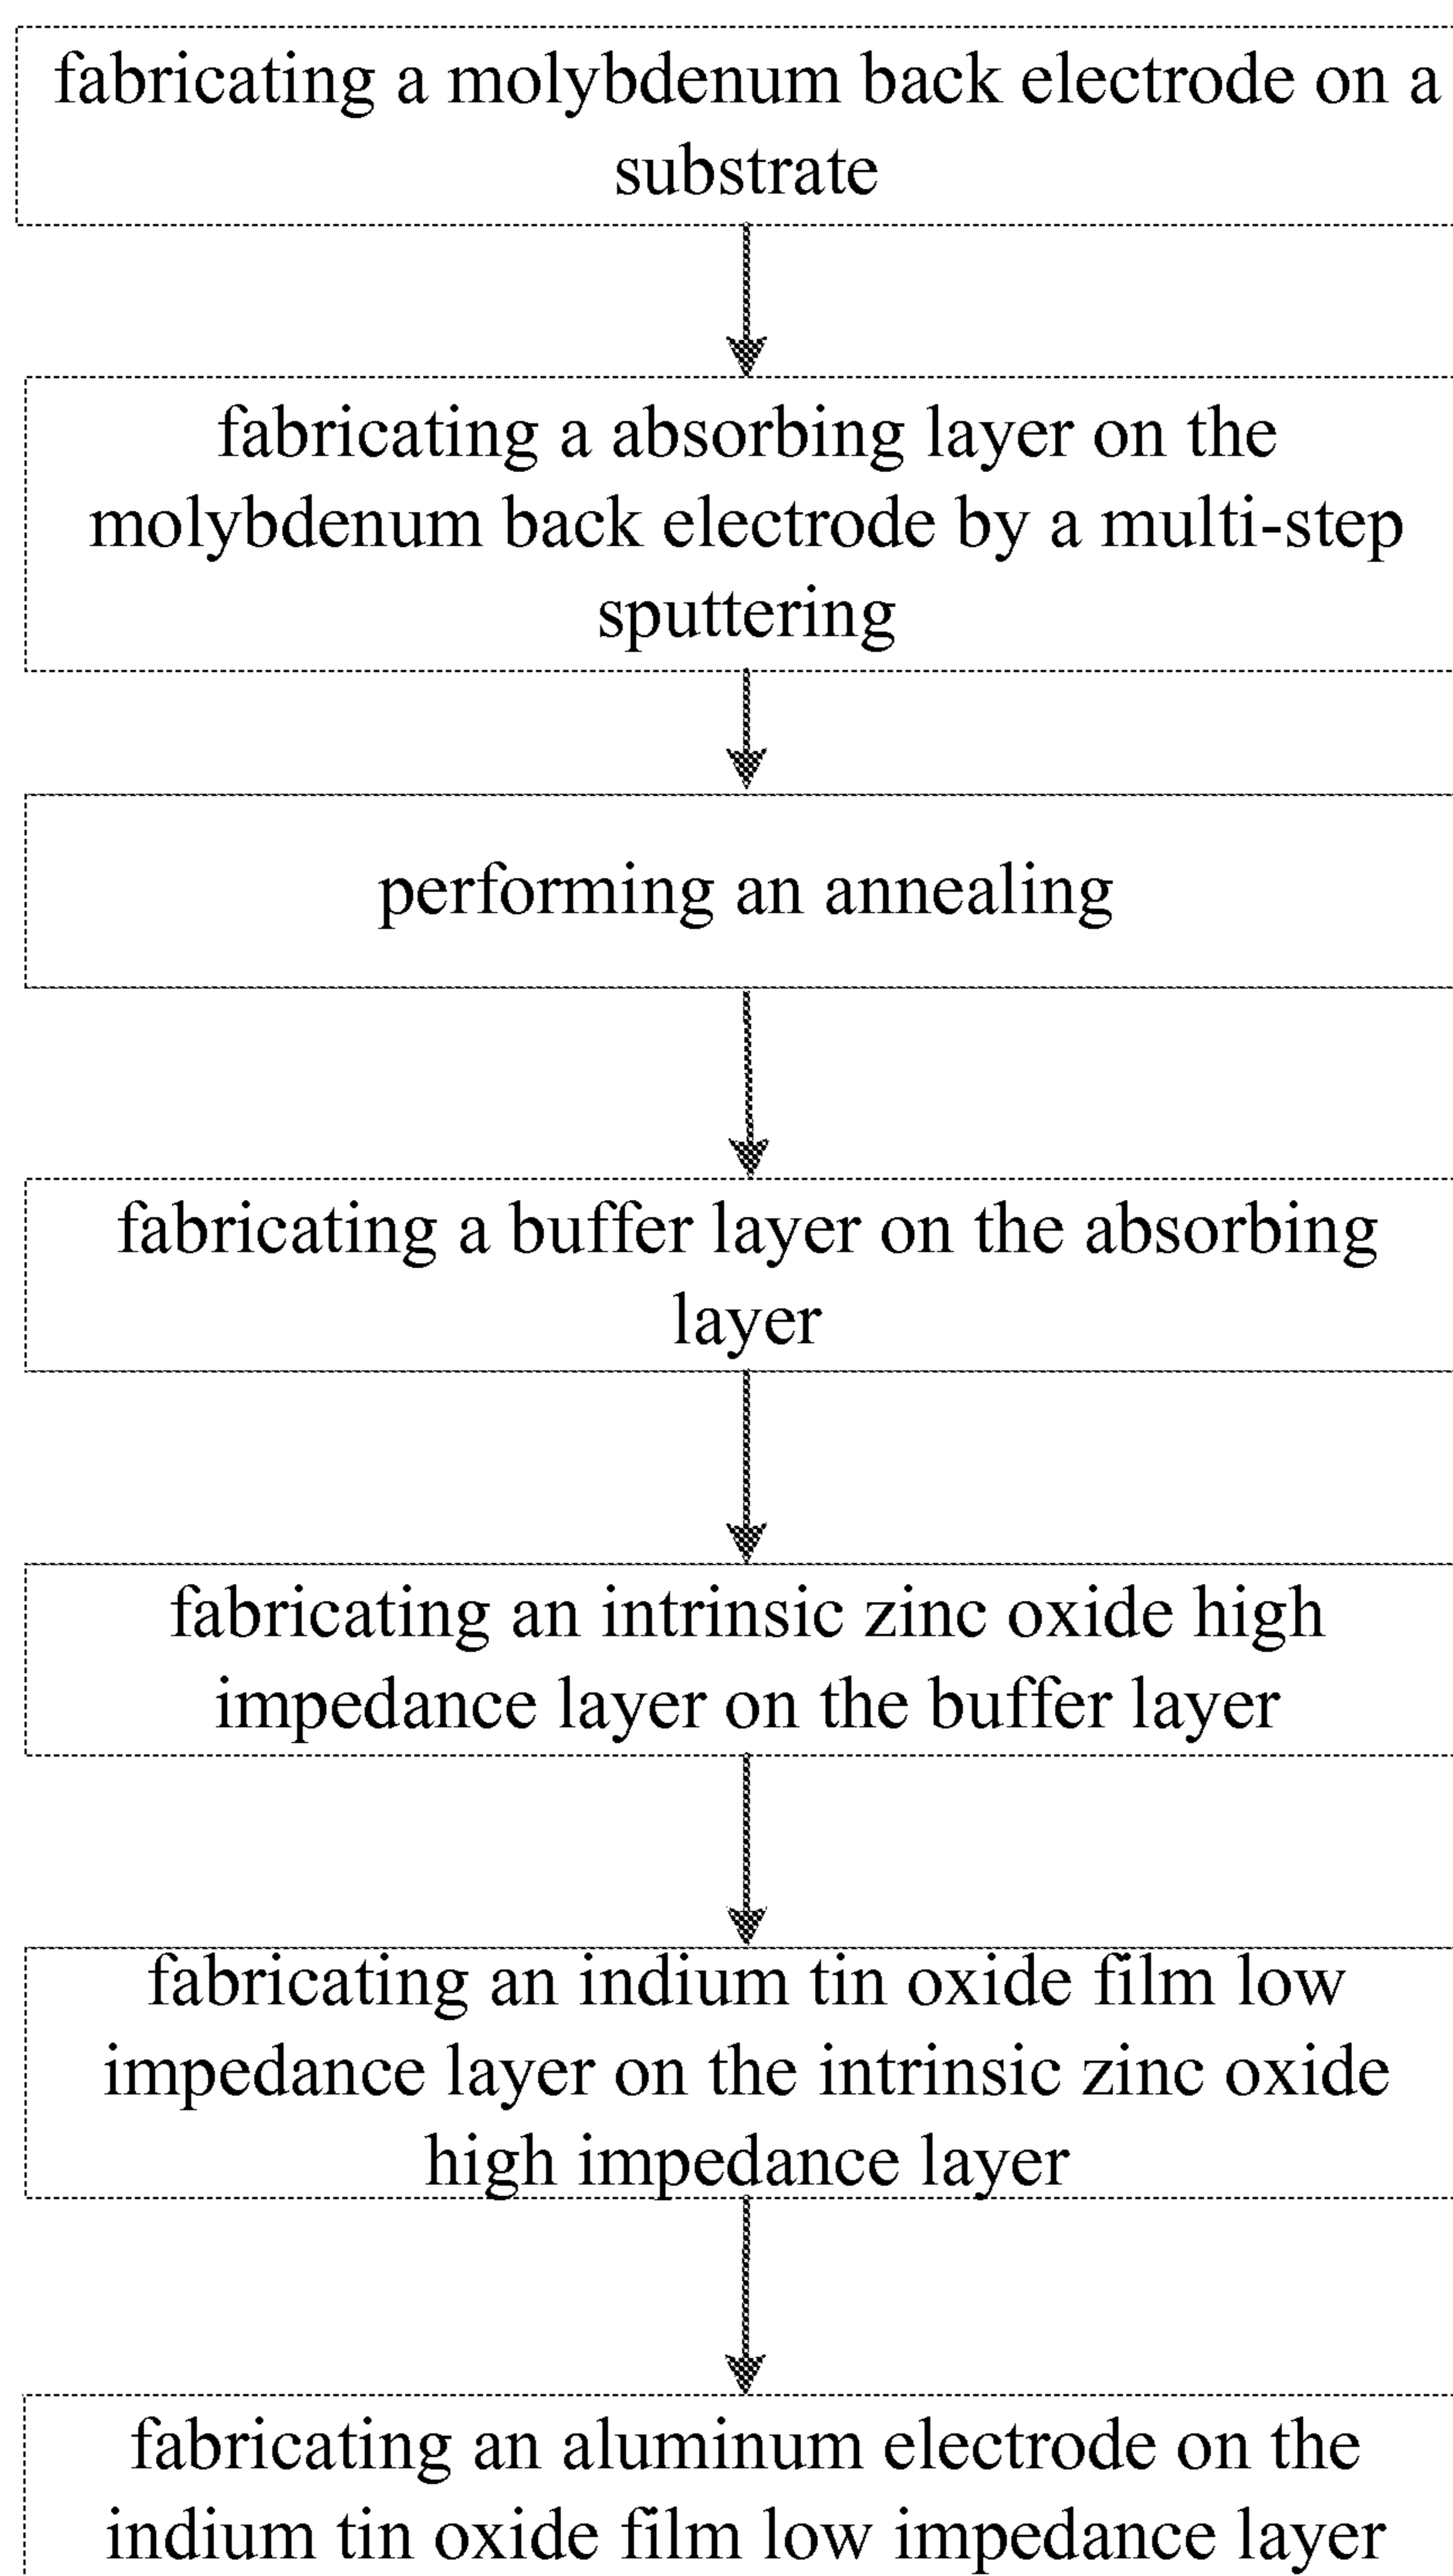 fabricating a molybdenum back electrode on a
substrate
fabricating a absorbing layer on the
molybdenum back electrode by a multi-step
sputtering
performing an annealing
fabricating a buffer layer on the absorbing
layer
fabricating an intrinsic zinc oxide high
impedance layer on the buffer layer
fabricating an indium tin oxide film low
impedance layer on the intrinsic zinc oxide
high impedance layer
fabricating an aluminum electrode on the
indium tin oxide film low impedance layer